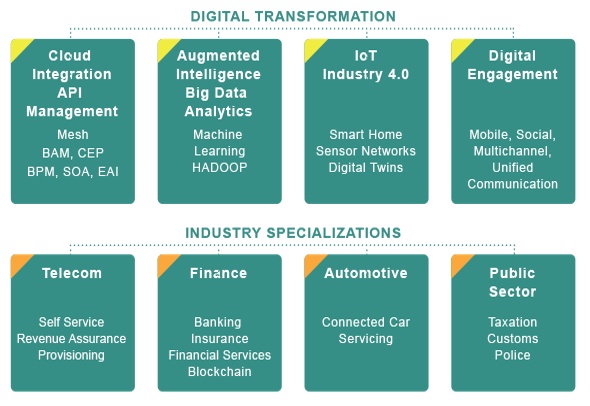 DIGITAL TRANSFORMATION
Cloud
Integration
API
Management
Mesh
BAM, CEP
BPM, SOA, EAI
Augmented
Intelligence
Big Data
Analytics
Machine
Learning
HADOOP
IoT
Industry 4.0
Smart Home
Sensor Networks
Digital Twins
Digital
Engagement
Mobile, Social,
Multichannel,
Unified
Communication
INDUSTRY SPECIALIZATIONS
Telecom
Self Service
Revenue Assurance
Provisioning
Finance
Banking
Insurance
Financial Services
Blockchain
Automotive
Connected Car
Servicing
Public
Sector
Taxation
Customs
Police